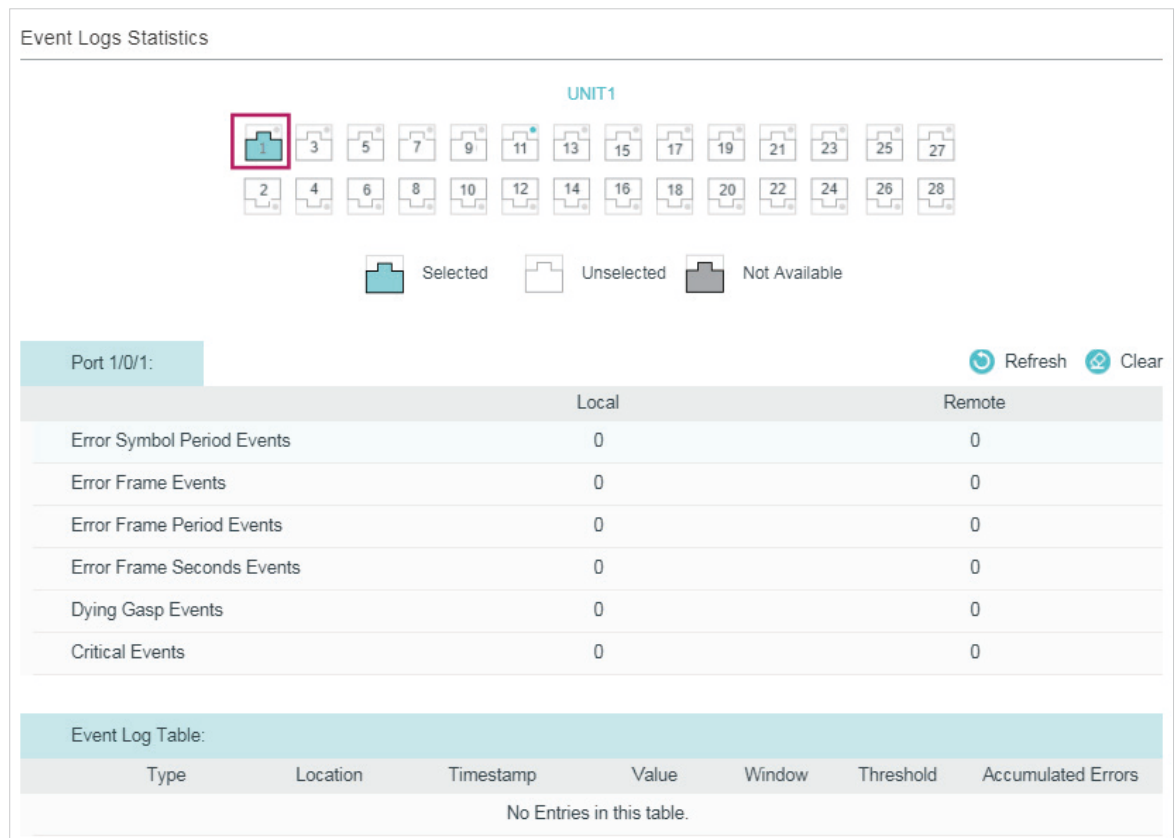 Event Logs Statistics
UNIT1
1 3 5 7 9 11 13 15 17 19 21 23 25 27
2 4 6 8 10 12 14 16 18 20 22 24 26 28
Selected Unselected Not Available
Port 1/0/1: Refresh Clear
Local Remote
Error Symbol Period Events 0 0
Error Frame Events 0 0
Error Frame Period Events 0 0
Error Frame Seconds Events 0 0
Dying Gasp Events 0 0
Critical Events 0 0
Event Log Table:
Type Location Timestamp Value Window Threshold Accumulated Errors
No Entries in this table.